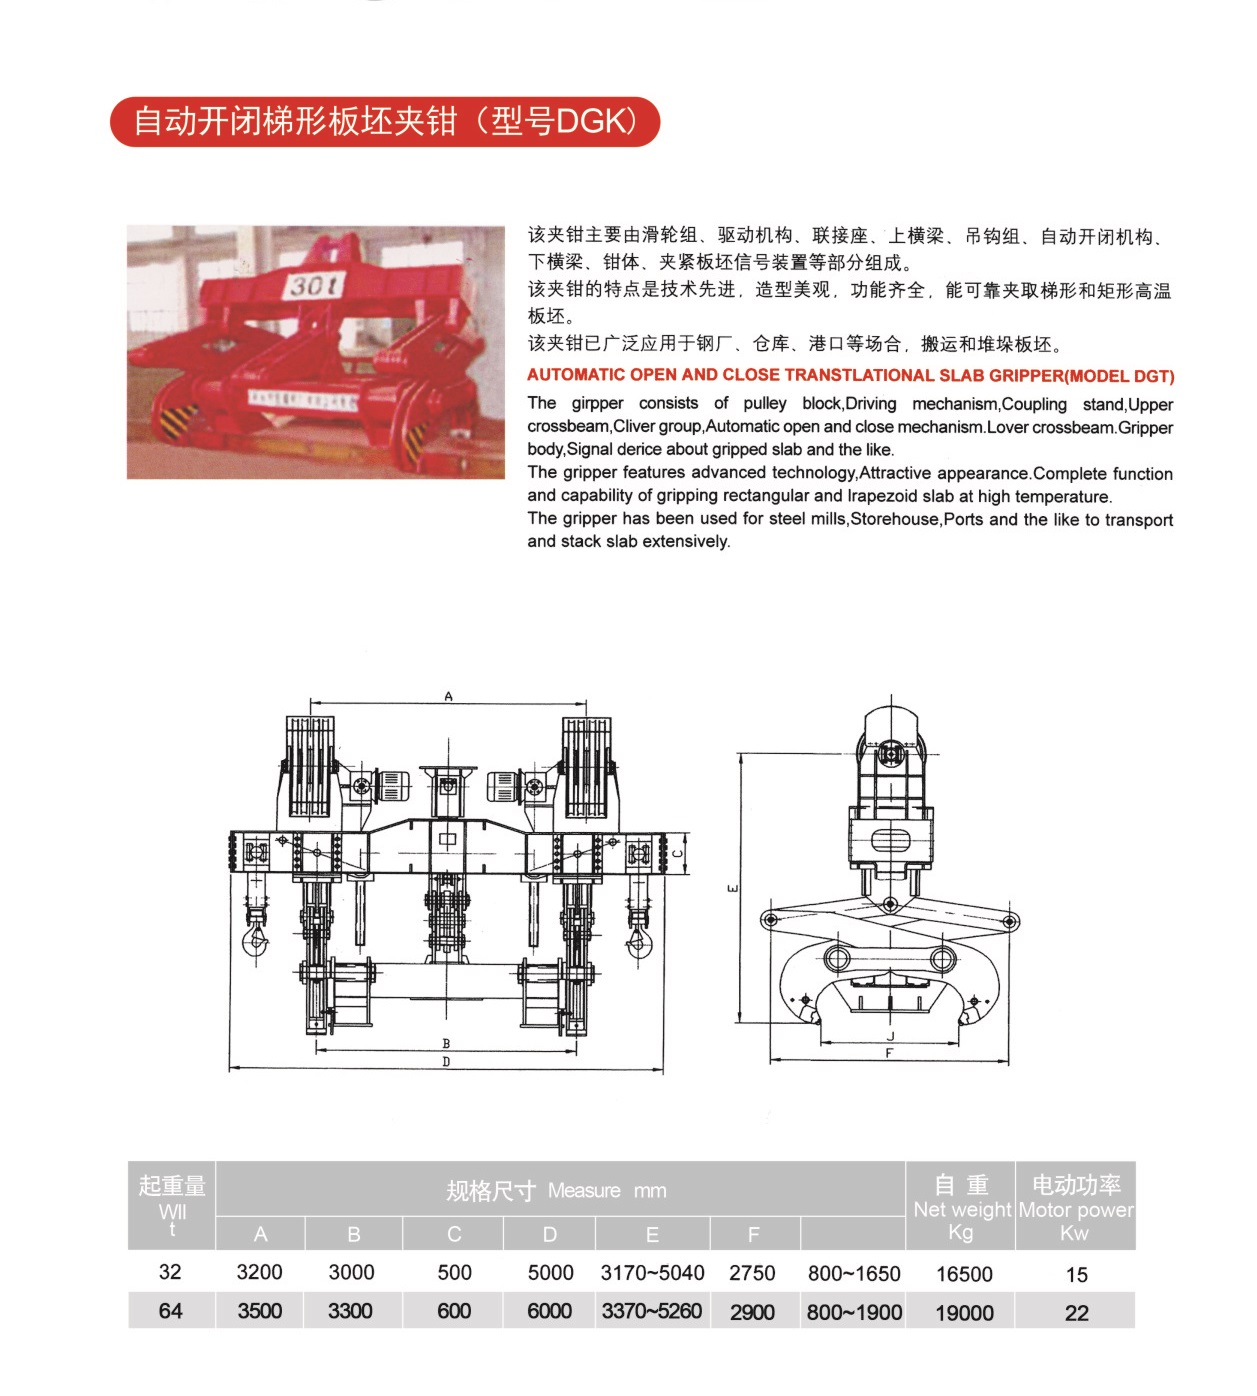 自动开闭梯形板坯夹钳（型号DGK）
30t
该夹钳主要由滑轮组、驱动机构、联接座、上横梁、吊钩组、自动开闭机构、
下横梁、钳体、夹紧板坯信号装置等部分组成。
该夹钳的特点是技术先进，造型美观，功能齐全，能可靠夹取梯形和矩形高温
板坯。
该夹钳已广泛应用于钢厂、仓库、港口等场合，搬运和堆垛板坯。
AUTOMATIC OPEN AND CLOSE TRANSTLATIONAL SLAB GRIPPER(MODEL DGT)
The girpper consists of pulley block,Driving mechanism,Coupling stand,Upper
crossbeam,Cliver group,Automatic open and close mechanism.Lover crossbeam.Gripper
body,Signal derice about gripped slab and the like.
The gripper features advanced technology,Attractive appearance.Complete function
and capability of gripping rectangular and Irapezoid slab at high temperature.
The gripper has been used for steel mills,Storehouse,Ports and the like to transport
and stack slab extensively.
A
C
E
B
D
J
F
起重量 WII t 规格尺寸 Measure mm 自 重 Net weight Kg 电动功率 Motor power Kw
A B C D E F
32 3200 3000 500 5000 3170~5040 2750 800~1650 16500 15
64 3500 3300 600 6000 3370~5260 2900 800~1900 19000 22